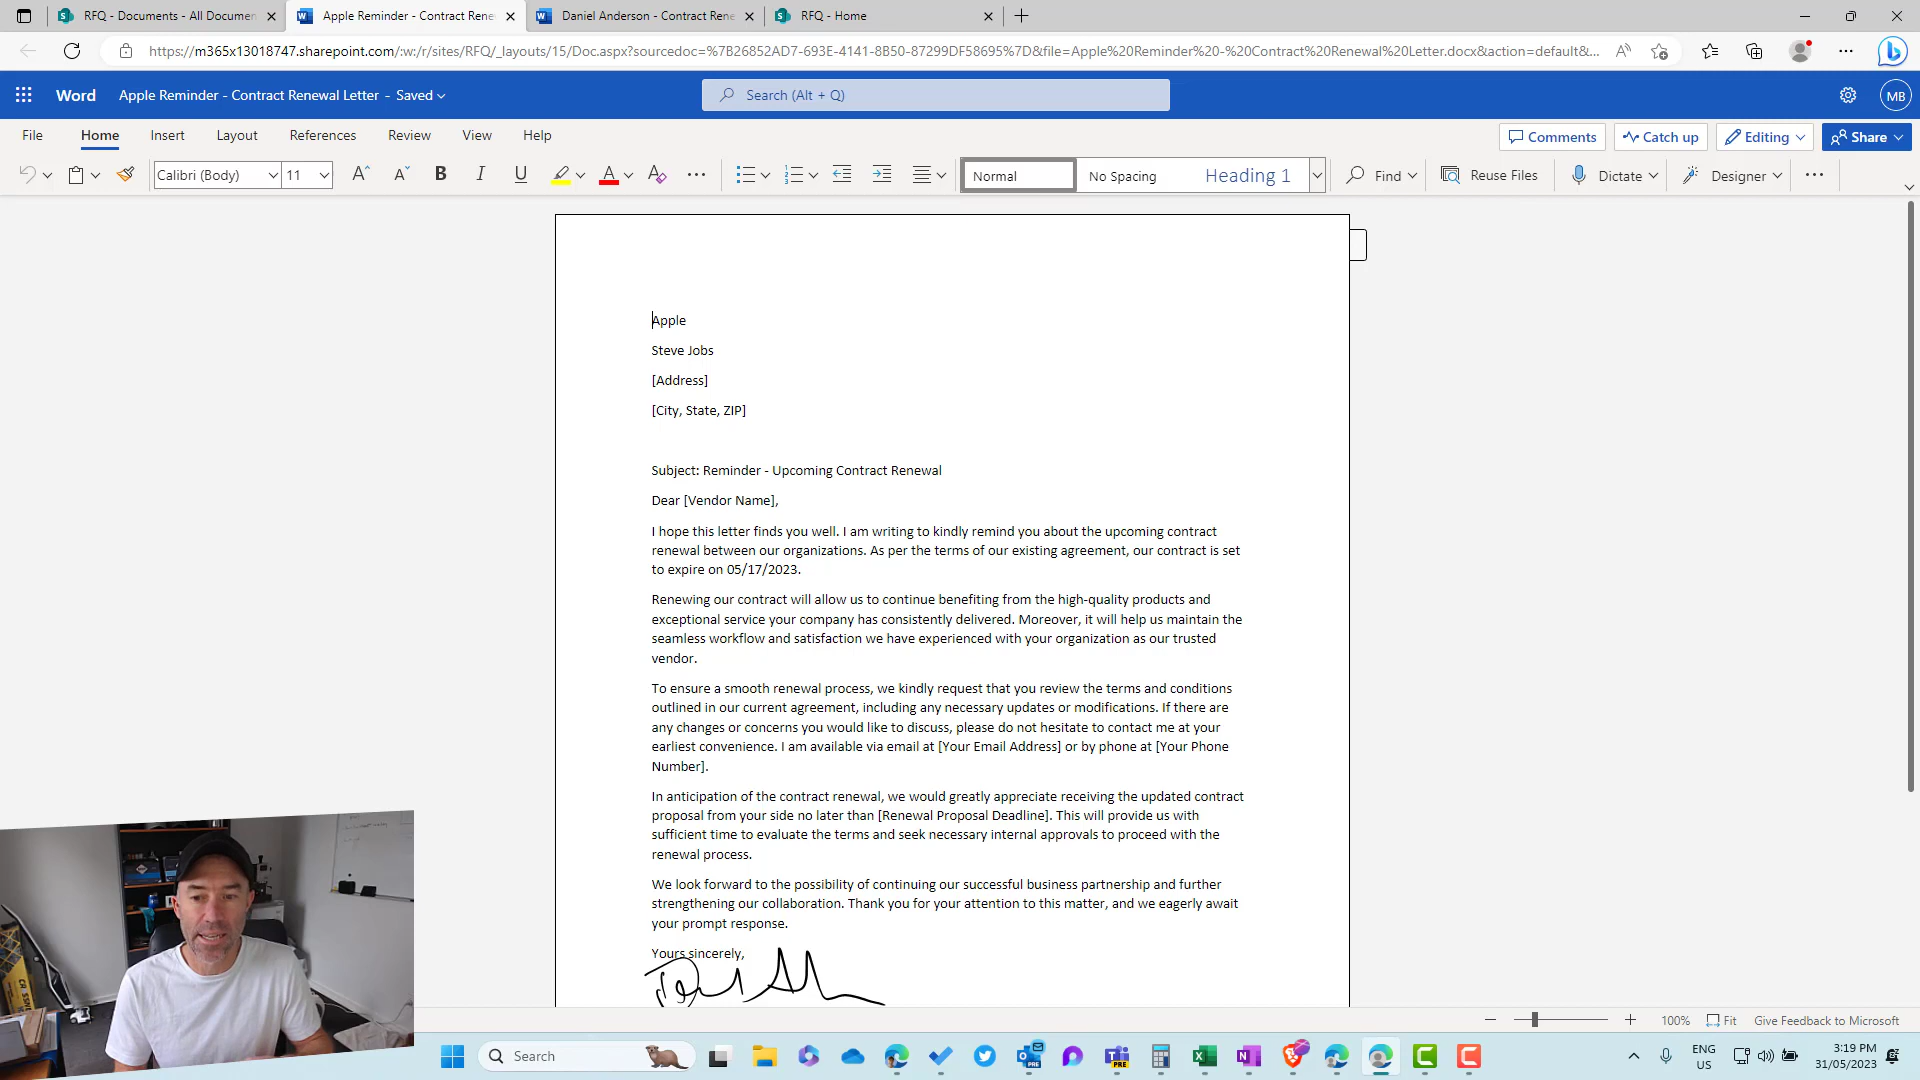 RFQ - Documents - All Documen
Apple Reminder - Contract Rene
Daniel Anderson - Contract Rene
RFQ - Home
https://m365x13018747.sharepoint.com/:w:/r/sites/RFQ/_layouts/15/Doc.aspx?sourcedoc=%7B26852AD7-693E-4141-8B50-87299DF58695%7D&file=Apple%20Reminder%20-%20Contract%20Renewal%20Letter.docx&action=default&...
Word
Apple Reminder - Contract Renewal Letter - Saved
Search (Alt + Q)
MB
File Home Insert Layout References Review View Help
Comments Catch up Editing Share
Calibri (Body) 11
Normal No Spacing Heading 1
Find Reuse Files Dictate Designer
Apple
Steve Jobs
[Address]
[City, State, ZIP]
Subject: Reminder - Upcoming Contract Renewal
Dear [Vendor Name],
I hope this letter finds you well. I am writing to kindly remind you about the upcoming contract
renewal between our organizations. As per the terms of our existing agreement, our contract is set
to expire on 05/17/2023.
Renewing our contract will allow us to continue benefiting from the high-quality products and
exceptional service your company has consistently delivered. Moreover, it will help us maintain the
seamless workflow and satisfaction we have experienced with your organization as our trusted
vendor.
To ensure a smooth renewal process, we kindly request that you review the terms and conditions
outlined in our current agreement, including any necessary updates or modifications. If there are
any changes or concerns you would like to discuss, please do not hesitate to contact me at your
earliest convenience. I am available via email at [Your Email Address] or by phone at [Your Phone
Number].
In anticipation of the contract renewal, we would greatly appreciate receiving the updated contract
proposal from your side no later than [Renewal Proposal Deadline]. This will provide us with
sufficient time to evaluate the terms and seek necessary internal approvals to proceed with the
renewal process.
We look forward to the possibility of continuing our successful business partnership and further
strengthening our collaboration. Thank you for your attention to this matter, and we eagerly await
your prompt response.
Yours sincerely,
100% Fit Give Feedback to Microsoft
Search
ENG
US
3:19 PM
31/05/2023